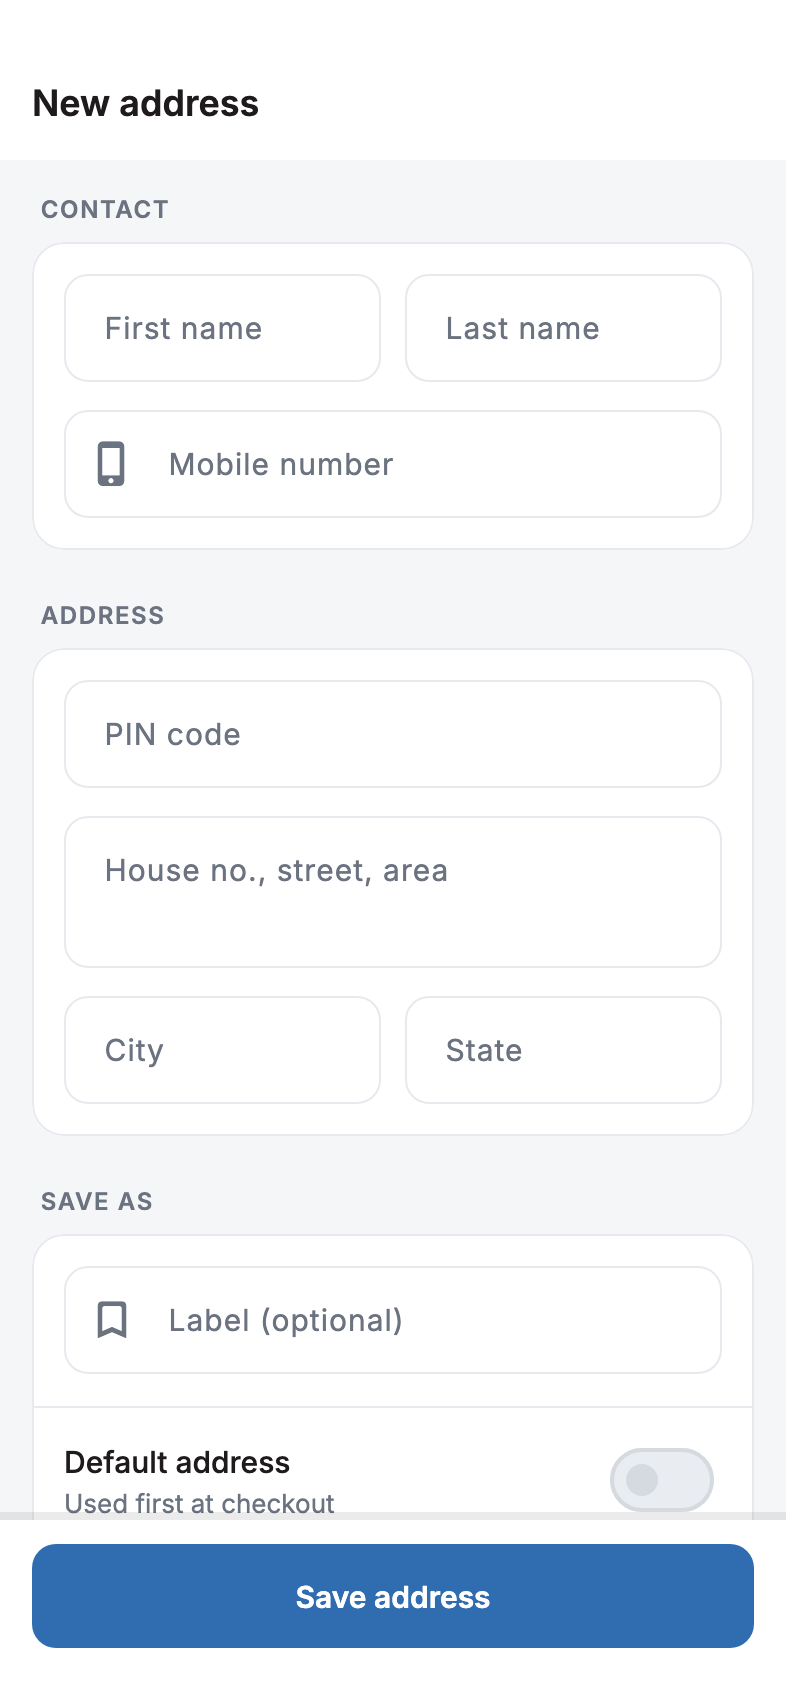 New address
CONTACT
First name
Last name
Mobile number
ADDRESS
PIN code
House no., street, area
City
State
SAVE AS
Label (optional)
Default address
Used first at checkout
Save address